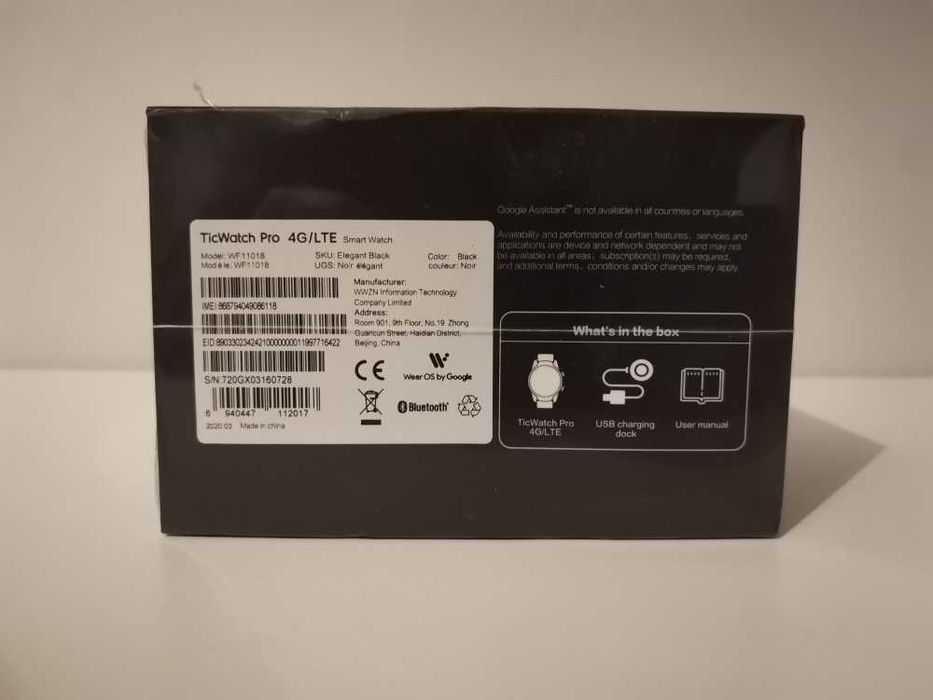 TicWatch Pro 4G/LTE Smart Watch
Model: WF11018 SKU: Elegant Black Color: Black
Modèle: WF11018 UGS: Noir élégant couleur: Noir
IMEI:868794049086118
EID:89033023424210000000011997716422
S/N:720GX03160728
6 940447 112017
2020.03 Made in china
Manufacturer:
WWZN Information Technology
Company Limited
Address:
Room 901, 9th Floor, No.19 Zhong
Guancun Street, Haidian District,
Beijing, China
CE
Wear OS by Google
Bluetooth®
Google Assistant™ is not available in all countries or languages.
Availability and performance of certain features, services and
applications are device and network dependent and may not
be available in all areas; subscription(s) may be required,
and additional terms, conditions and/or changes may apply.
What's in the box
TicWatch Pro
4G/LTE
USB charging
dock
User manual